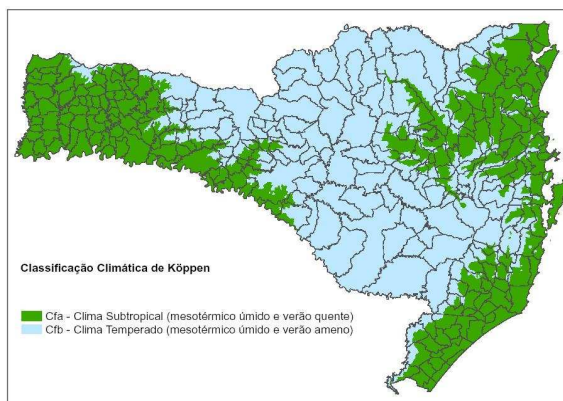 Classificação Climática de Köppen
Cfa - Clima Subtropical (mesotérmico úmido e verão quente)
Cfb - Clima Temperado (mesotérmico úmido e verão ameno)